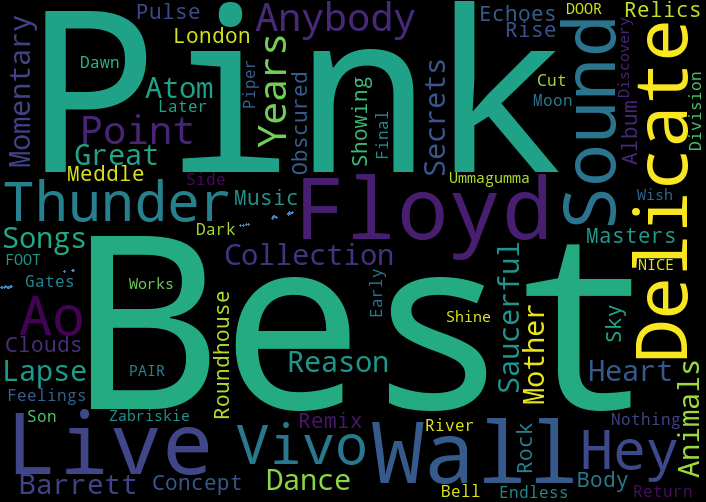 Pink
Best
Floyd
Wall
Live
Delicate
Sound
Thunder
Anybody
Years
Hey
Vivo
Ao
Point
Great
Atom
Momentary
Pulse
London
Echoes
Rise
DOOR
Relics
Dawn
Later
Piper
Obscured
Showing
Final
Secrets
Cut
Moon
Album
Discovery
Division
Meddle
Side
Music
Ummagumma
Wish
Songs
Dark
Collection
Masters
FOOT
Gates
Works
Early
Shine
NICE
Clouds
Saucerful
Mother
Sky
Lapse
PAIR
Roundhouse
Reason
Heart
Animals
Feelings
Son
Zabriskie
Remix
River
Rock
Nothing
Barrett
Concept
Dance
Bell
Endless
Body
Return